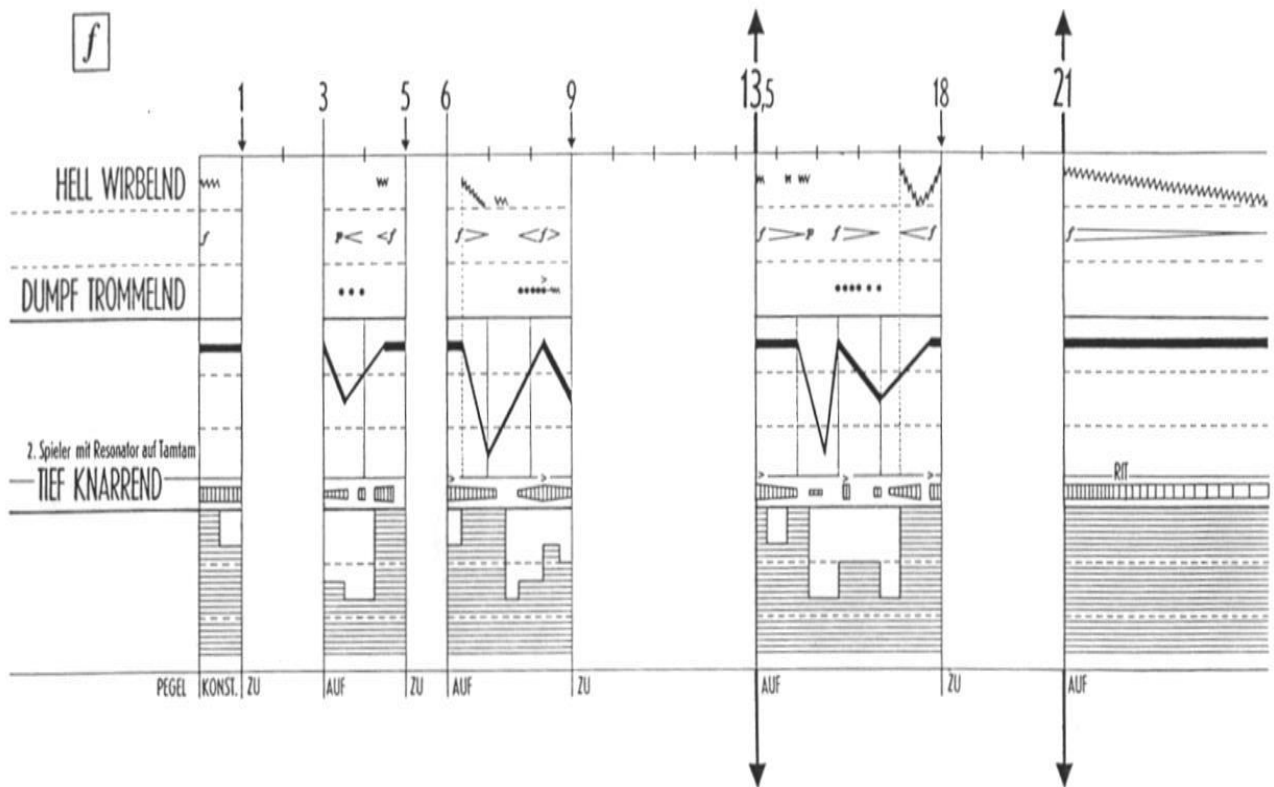 f
1 3 5 6 9 13,5 18 21
HELL WIRBELND
f p < < f f > < f > f > p f > < f f >
DUMPF TROMMELND
>
2. Spieler mit Resonator auf Tamtam
TIEF KNARREND
> > > > > RIT
PEGEL KONST. ZU AUF ZU AUF ZU AUF ZU AUF